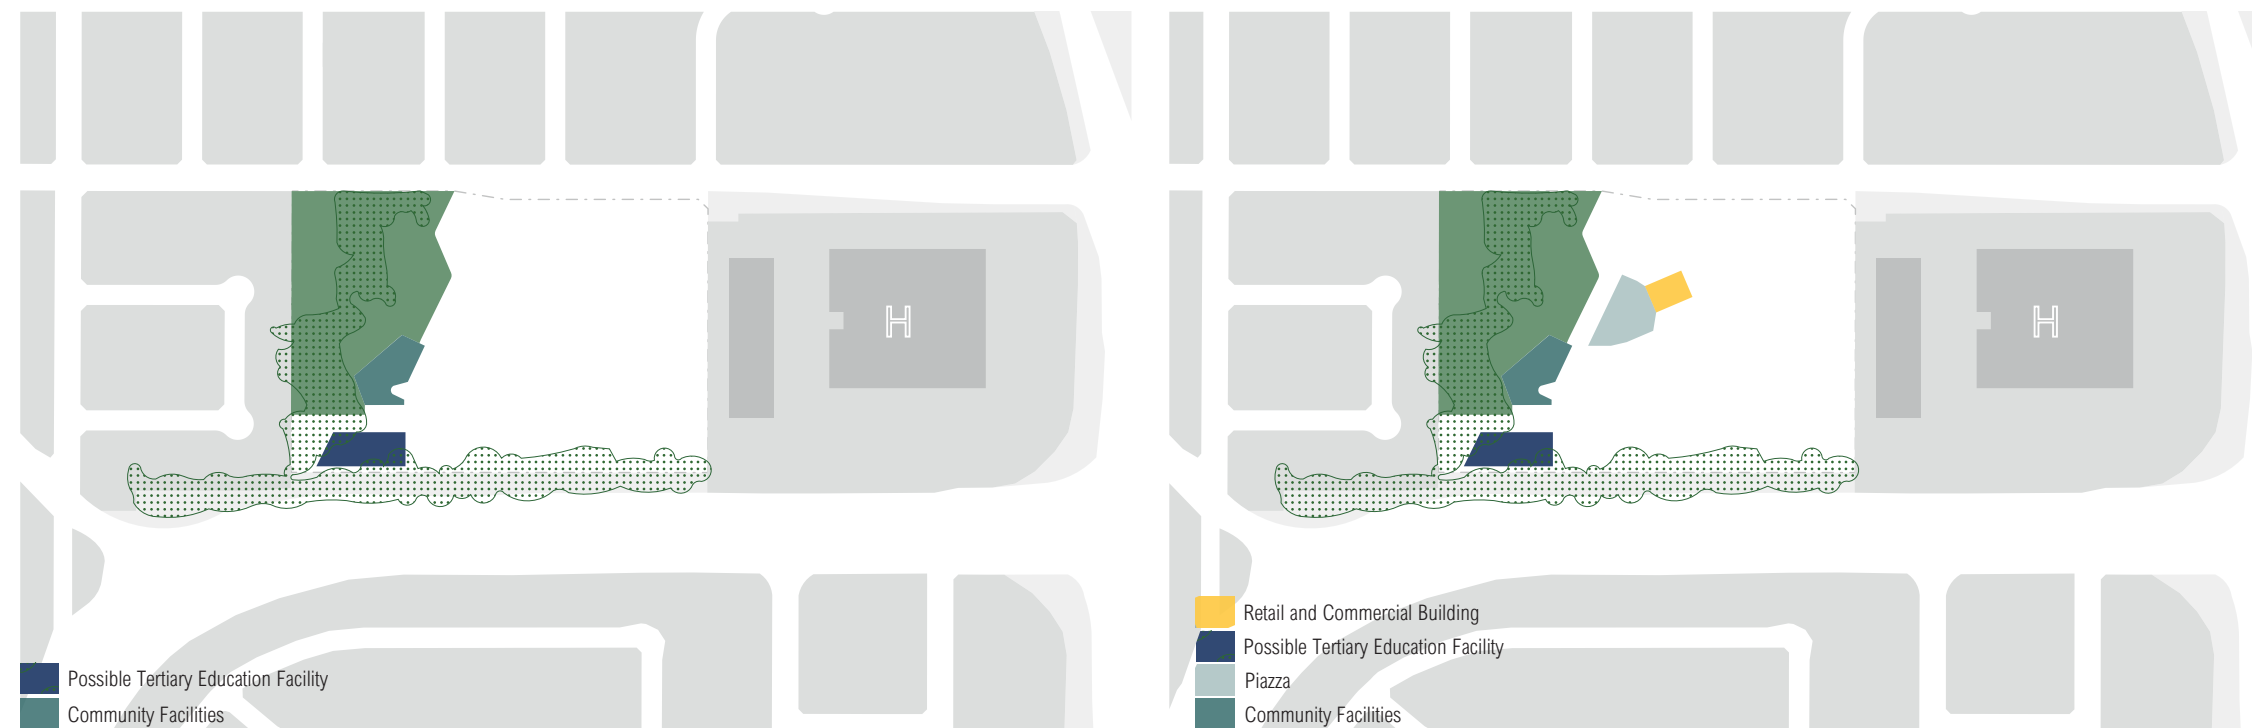 H
Possible Tertiary Education Facility
Community Facilities
H
Retail and Commercial Building
Possible Tertiary Education Facility
Piazza
Community Facilities